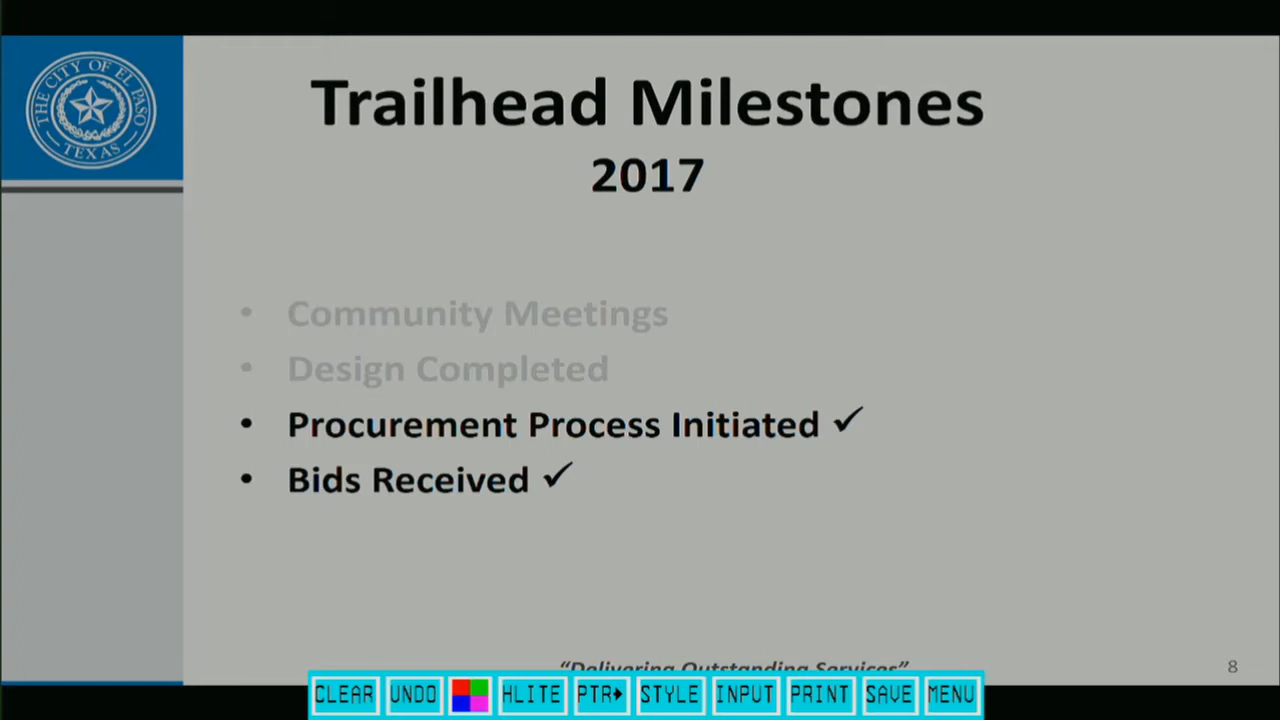 THE CITY OF EL PASO
TEXAS
Trailhead Milestones
2017
• Community Meetings
• Design Completed
• Procurement Process Initiated ✓
• Bids Received ✓
“Delivering Outstanding Services”
8
CLEAR UNDO HLITE PTR STYLE INPUT PRINT SAVE MENU